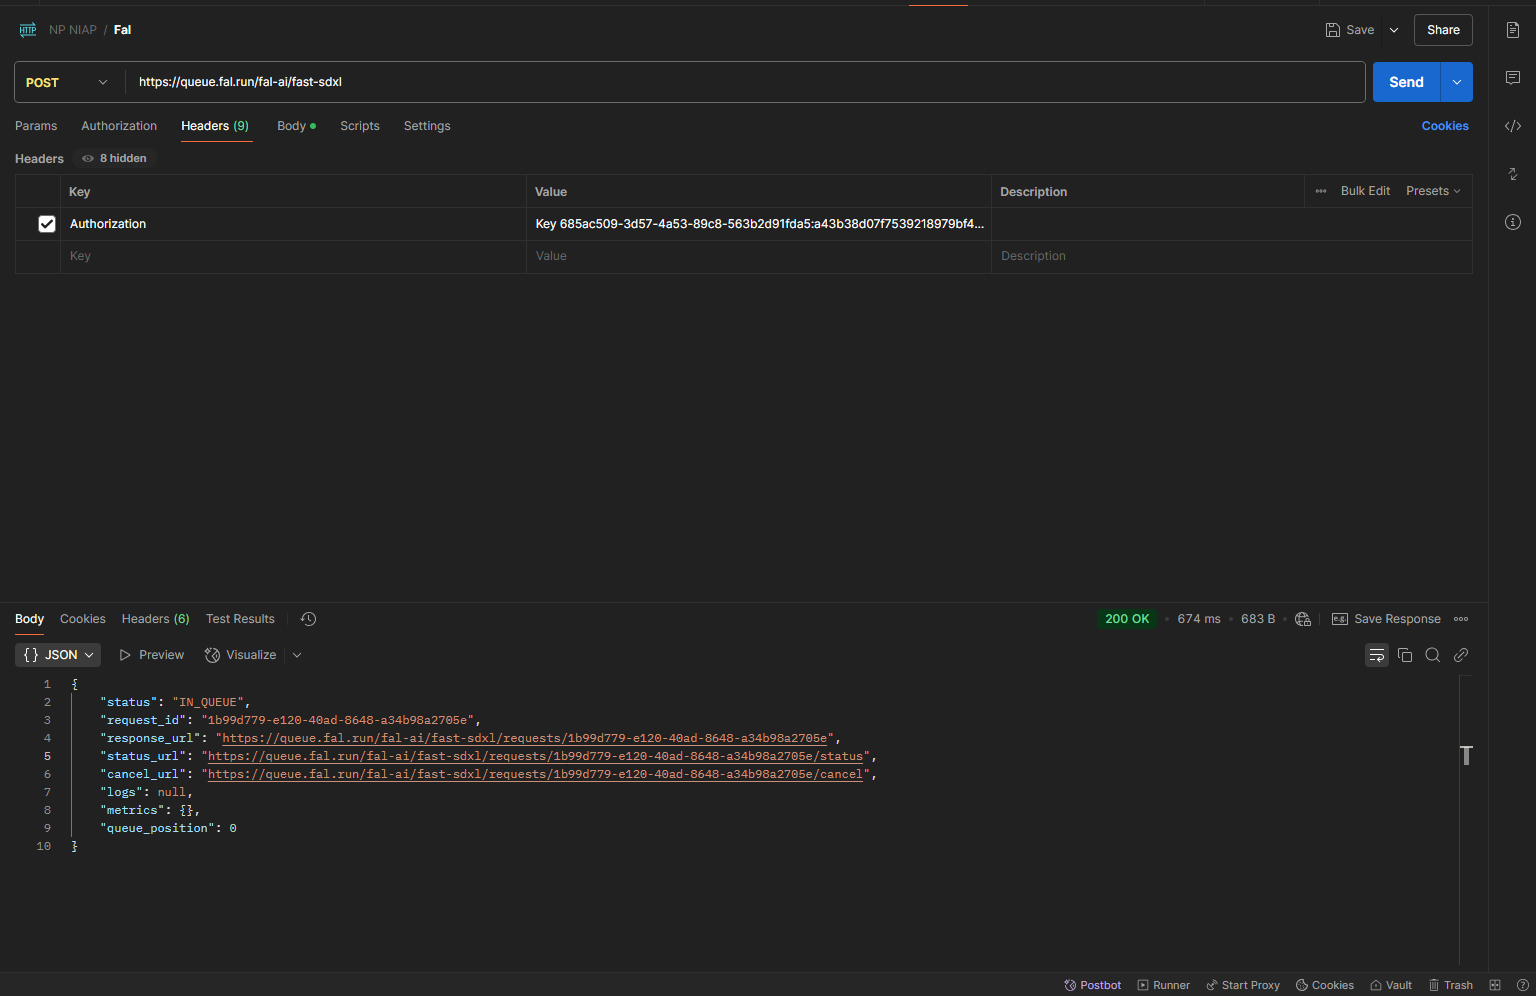 HTTP NP NIAP / Fal
Save
Share
POST
https://queue.fal.run/fal-ai/fast-sdxl
Send
Params Authorization Headers (9) Body Scripts Settings
Cookies
Headers 8 hidden
Key Value Description
Bulk Edit Presets
Authorization Key 685ac509-3d57-4a53-89c8-563b2d91fda5:a43b38d07f7539218979bf4...
Key Value Description
Body Cookies Headers (6) Test Results
200 OK • 674 ms • 683 B •
e.g. Save Response
{} JSON Preview Visualize
1 {
2 "status": "IN_QUEUE",
3 "request_id": "1b99d779-e120-40ad-8648-a34b98a2705e",
4 "response_url": "https://queue.fal.run/fal-ai/fast-sdxl/requests/1b99d779-e120-40ad-8648-a34b98a2705e",
5 "status_url": "https://queue.fal.run/fal-ai/fast-sdxl/requests/1b99d779-e120-40ad-8648-a34b98a2705e/status",
6 "cancel_url": "https://queue.fal.run/fal-ai/fast-sdxl/requests/1b99d779-e120-40ad-8648-a34b98a2705e/cancel",
7 "logs": null,
8 "metrics": {},
9 "queue_position": 0
10 }
Postbot Runner Start Proxy Cookies Vault Trash